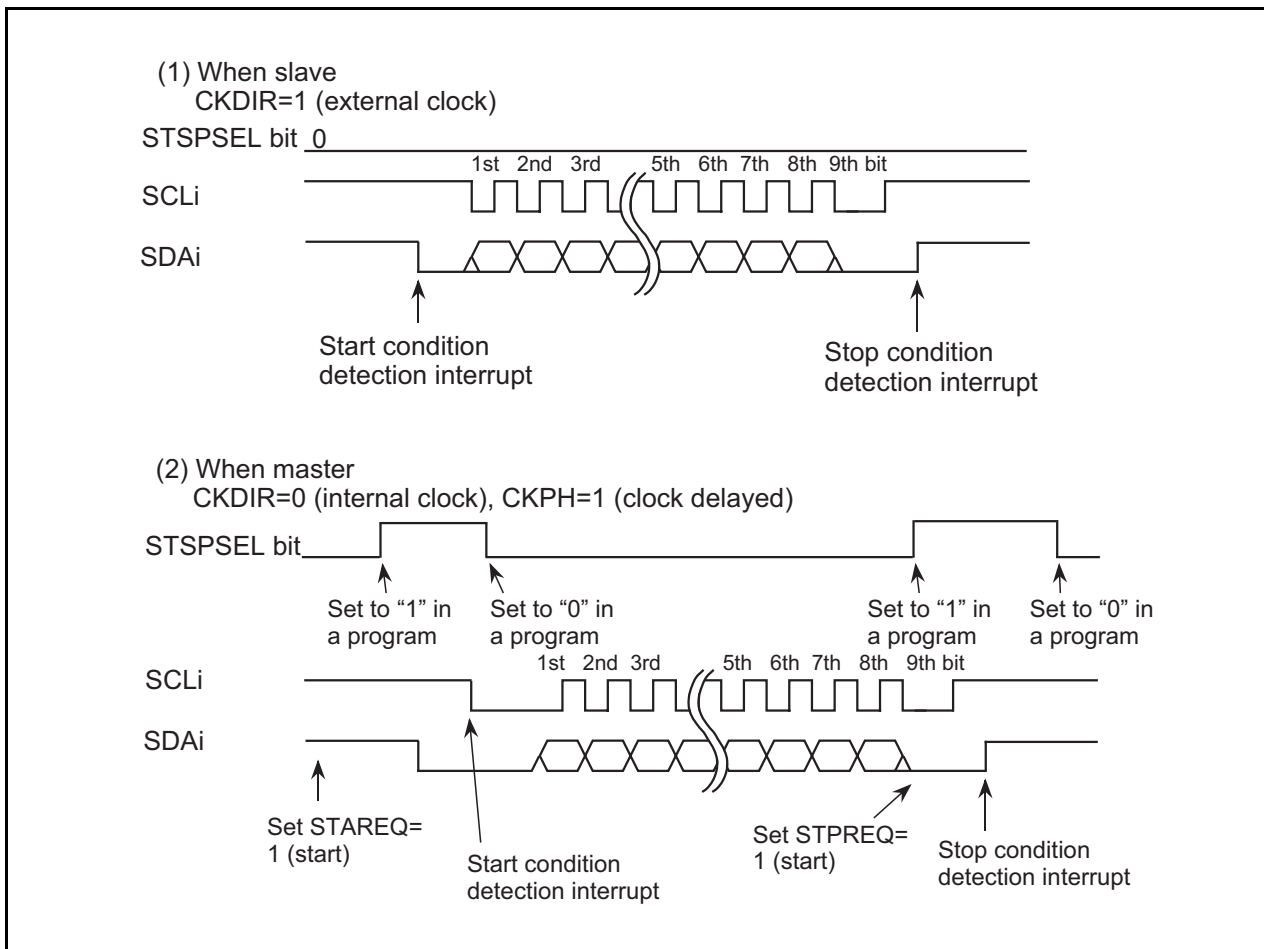 (1) When slave
CKDIR=1 (external clock)
STSPSEL bit 0
1st 2nd 3rd 5th 6th 7th 8th 9th bit
SCLi
SDAi
Start condition
detection interrupt
Stop condition
detection interrupt
(2) When master
CKDIR=0 (internal clock), CKPH=1 (clock delayed)
STSPSEL bit
Set to “1” in
a program
Set to “0” in
a program
Set to “1” in
a program
Set to “0” in
a program
1st 2nd 3rd 5th 6th 7th 8th 9th bit
SCLi
SDAi
Set STAREQ=
1 (start)
Start condition
detection interrupt
Set STPREQ=
1 (start)
Stop condition
detection interrupt